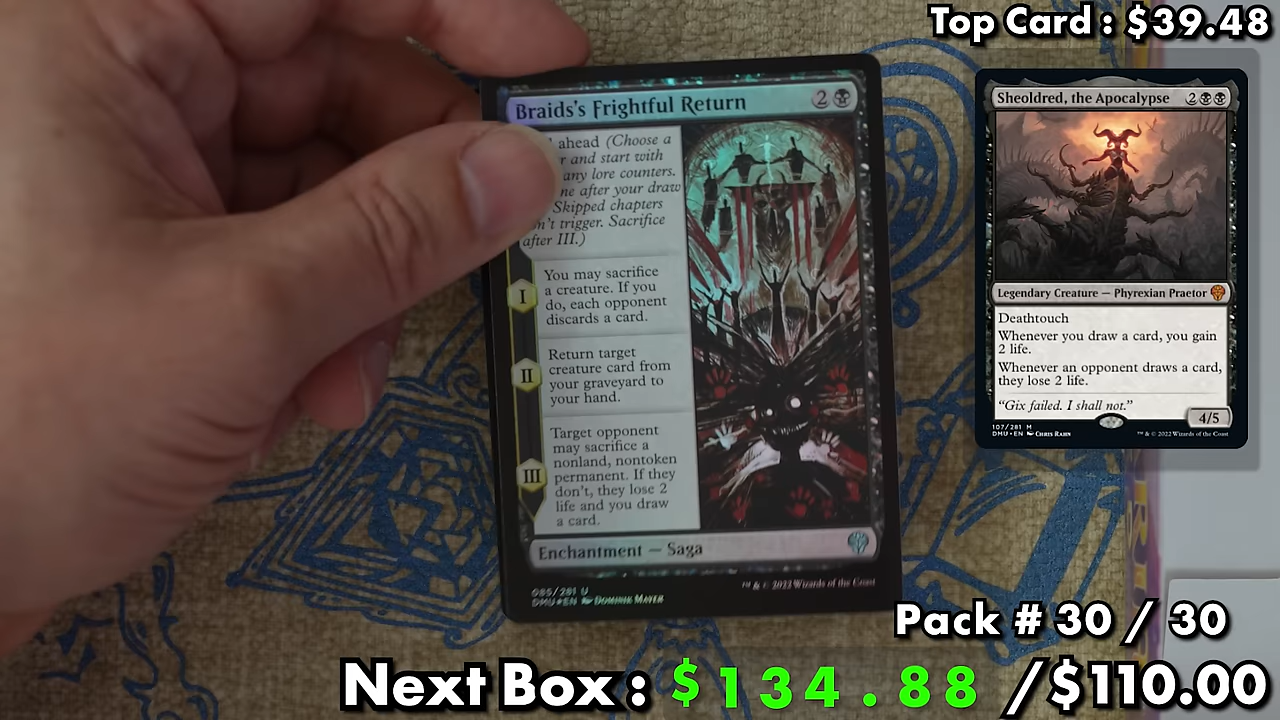 Top Card : $39.48
Braids's Frightful Return 2
ahead (Choose a
and start with
any lore counters.
after your draw
Skipped chapters
trigger. Sacrifice
after III.)
I
You may sacrifice
a creature. If you
do, each opponent
discards a card.
II
Return target
creature card from
your graveyard to
your hand.
III
Target opponent
may sacrifice a
nonland, nontoken
permanent. If they
don't, they lose 2
life and you draw
a card.
Enchantment — Saga
085/281 U
DMU★EN Dominik Mayer
™ & © 2022 Wizards of the Coast
Sheoldred, the Apocalypse 2
Legendary Creature — Phyrexian Praetor
Deathtouch
Whenever you draw a card, you gain
2 life.
Whenever an opponent draws a card,
they lose 2 life.
“Gix failed. I shall not.”
4/5
107/281 M
DMU•EN Chris Rahn
™ & © 2022 Wizards of the Coast
Pack # 30 / 30
Next Box : $134.88 /$110.00